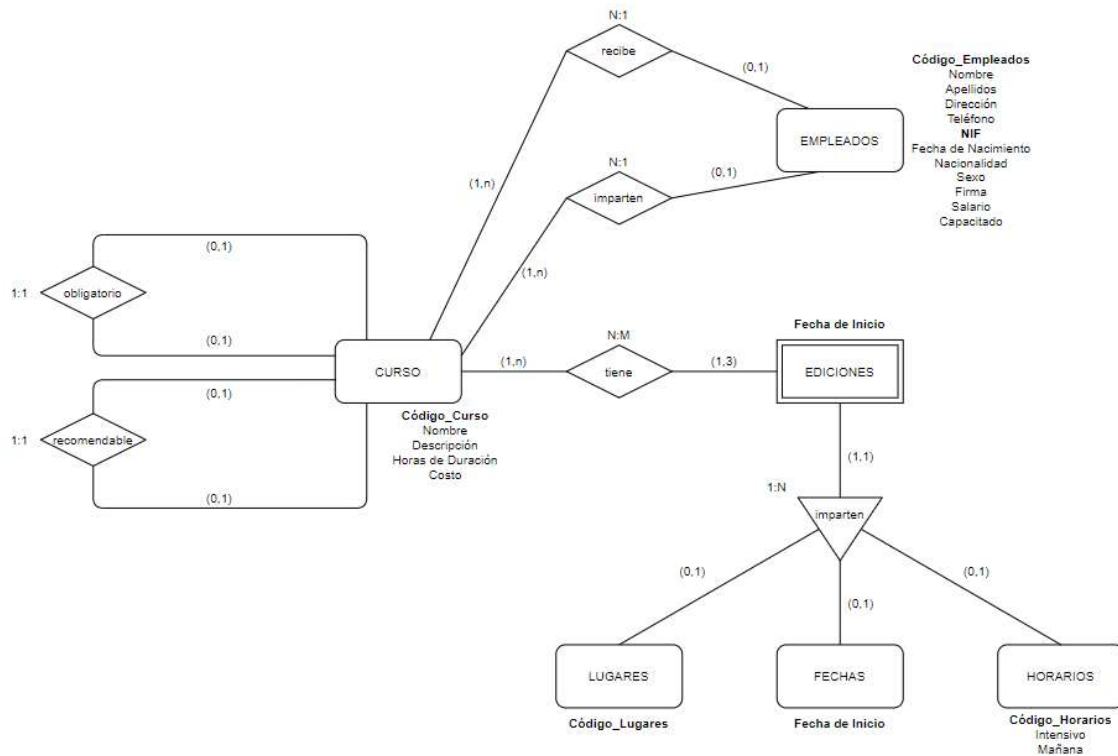 N:1
recibe
(0,1)
Código_Empleados
Nombre
Apellidos
Dirección
Teléfono
NIF
Fecha de Nacimiento
Nacionalidad
Sexo
Firma
Salario
Capacitado
EMPLEADOS
N:1
imparten
(0,1)
(1,n)
(1,n)
(0,1)
1:1
obligatorio
(0,1)
CURSO
Código_Curso
Nombre
Descripción
Horas de Duración
Costo
(0,1)
1:1
recomendable
(0,1)
(1,n)
N:M
tiene
(1,3)
Fecha de Inicio
EDICIONES
(1,1)
1:N
imparten
(0,1)
(0,1)
(0,1)
LUGARES
Código_Lugares
FECHAS
Fecha de Inicio
HORARIOS
Código_Horarios
Intensivo
Mañana